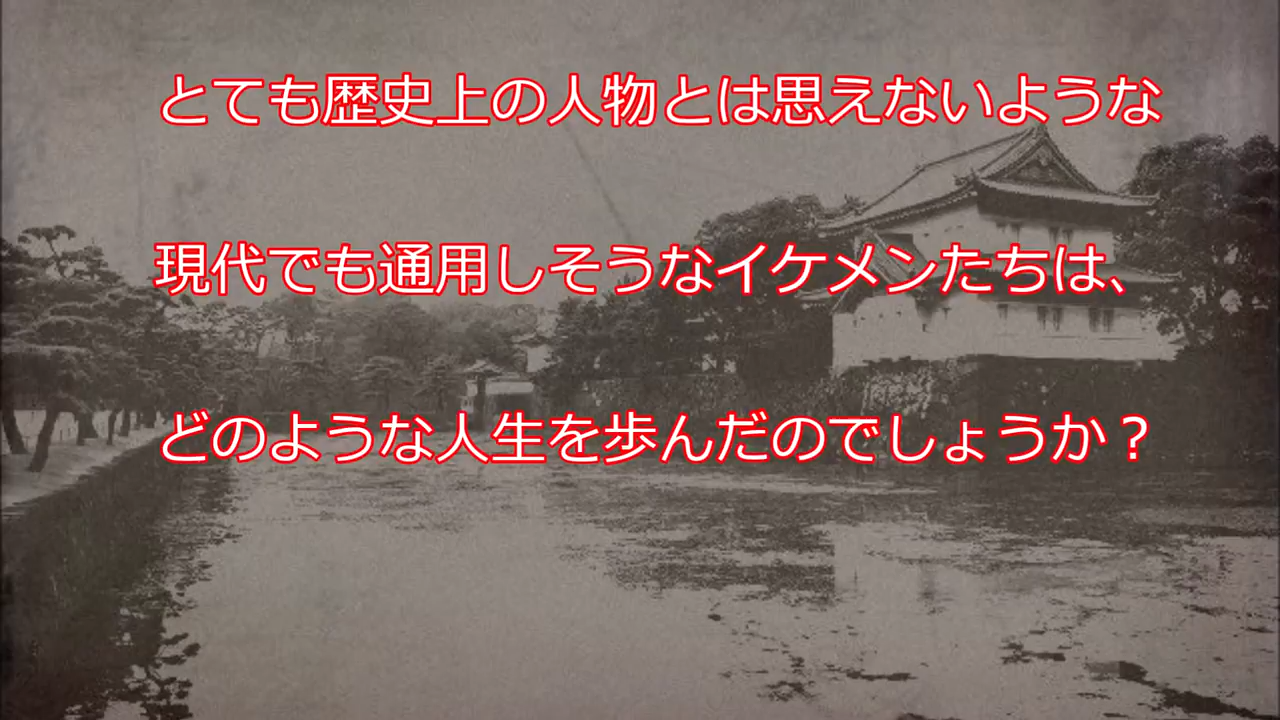 とても歴史上の人物とは思えないような
現代でも通用しそうなイケメンたちは、
どのような人生を歩んだのでしょうか？